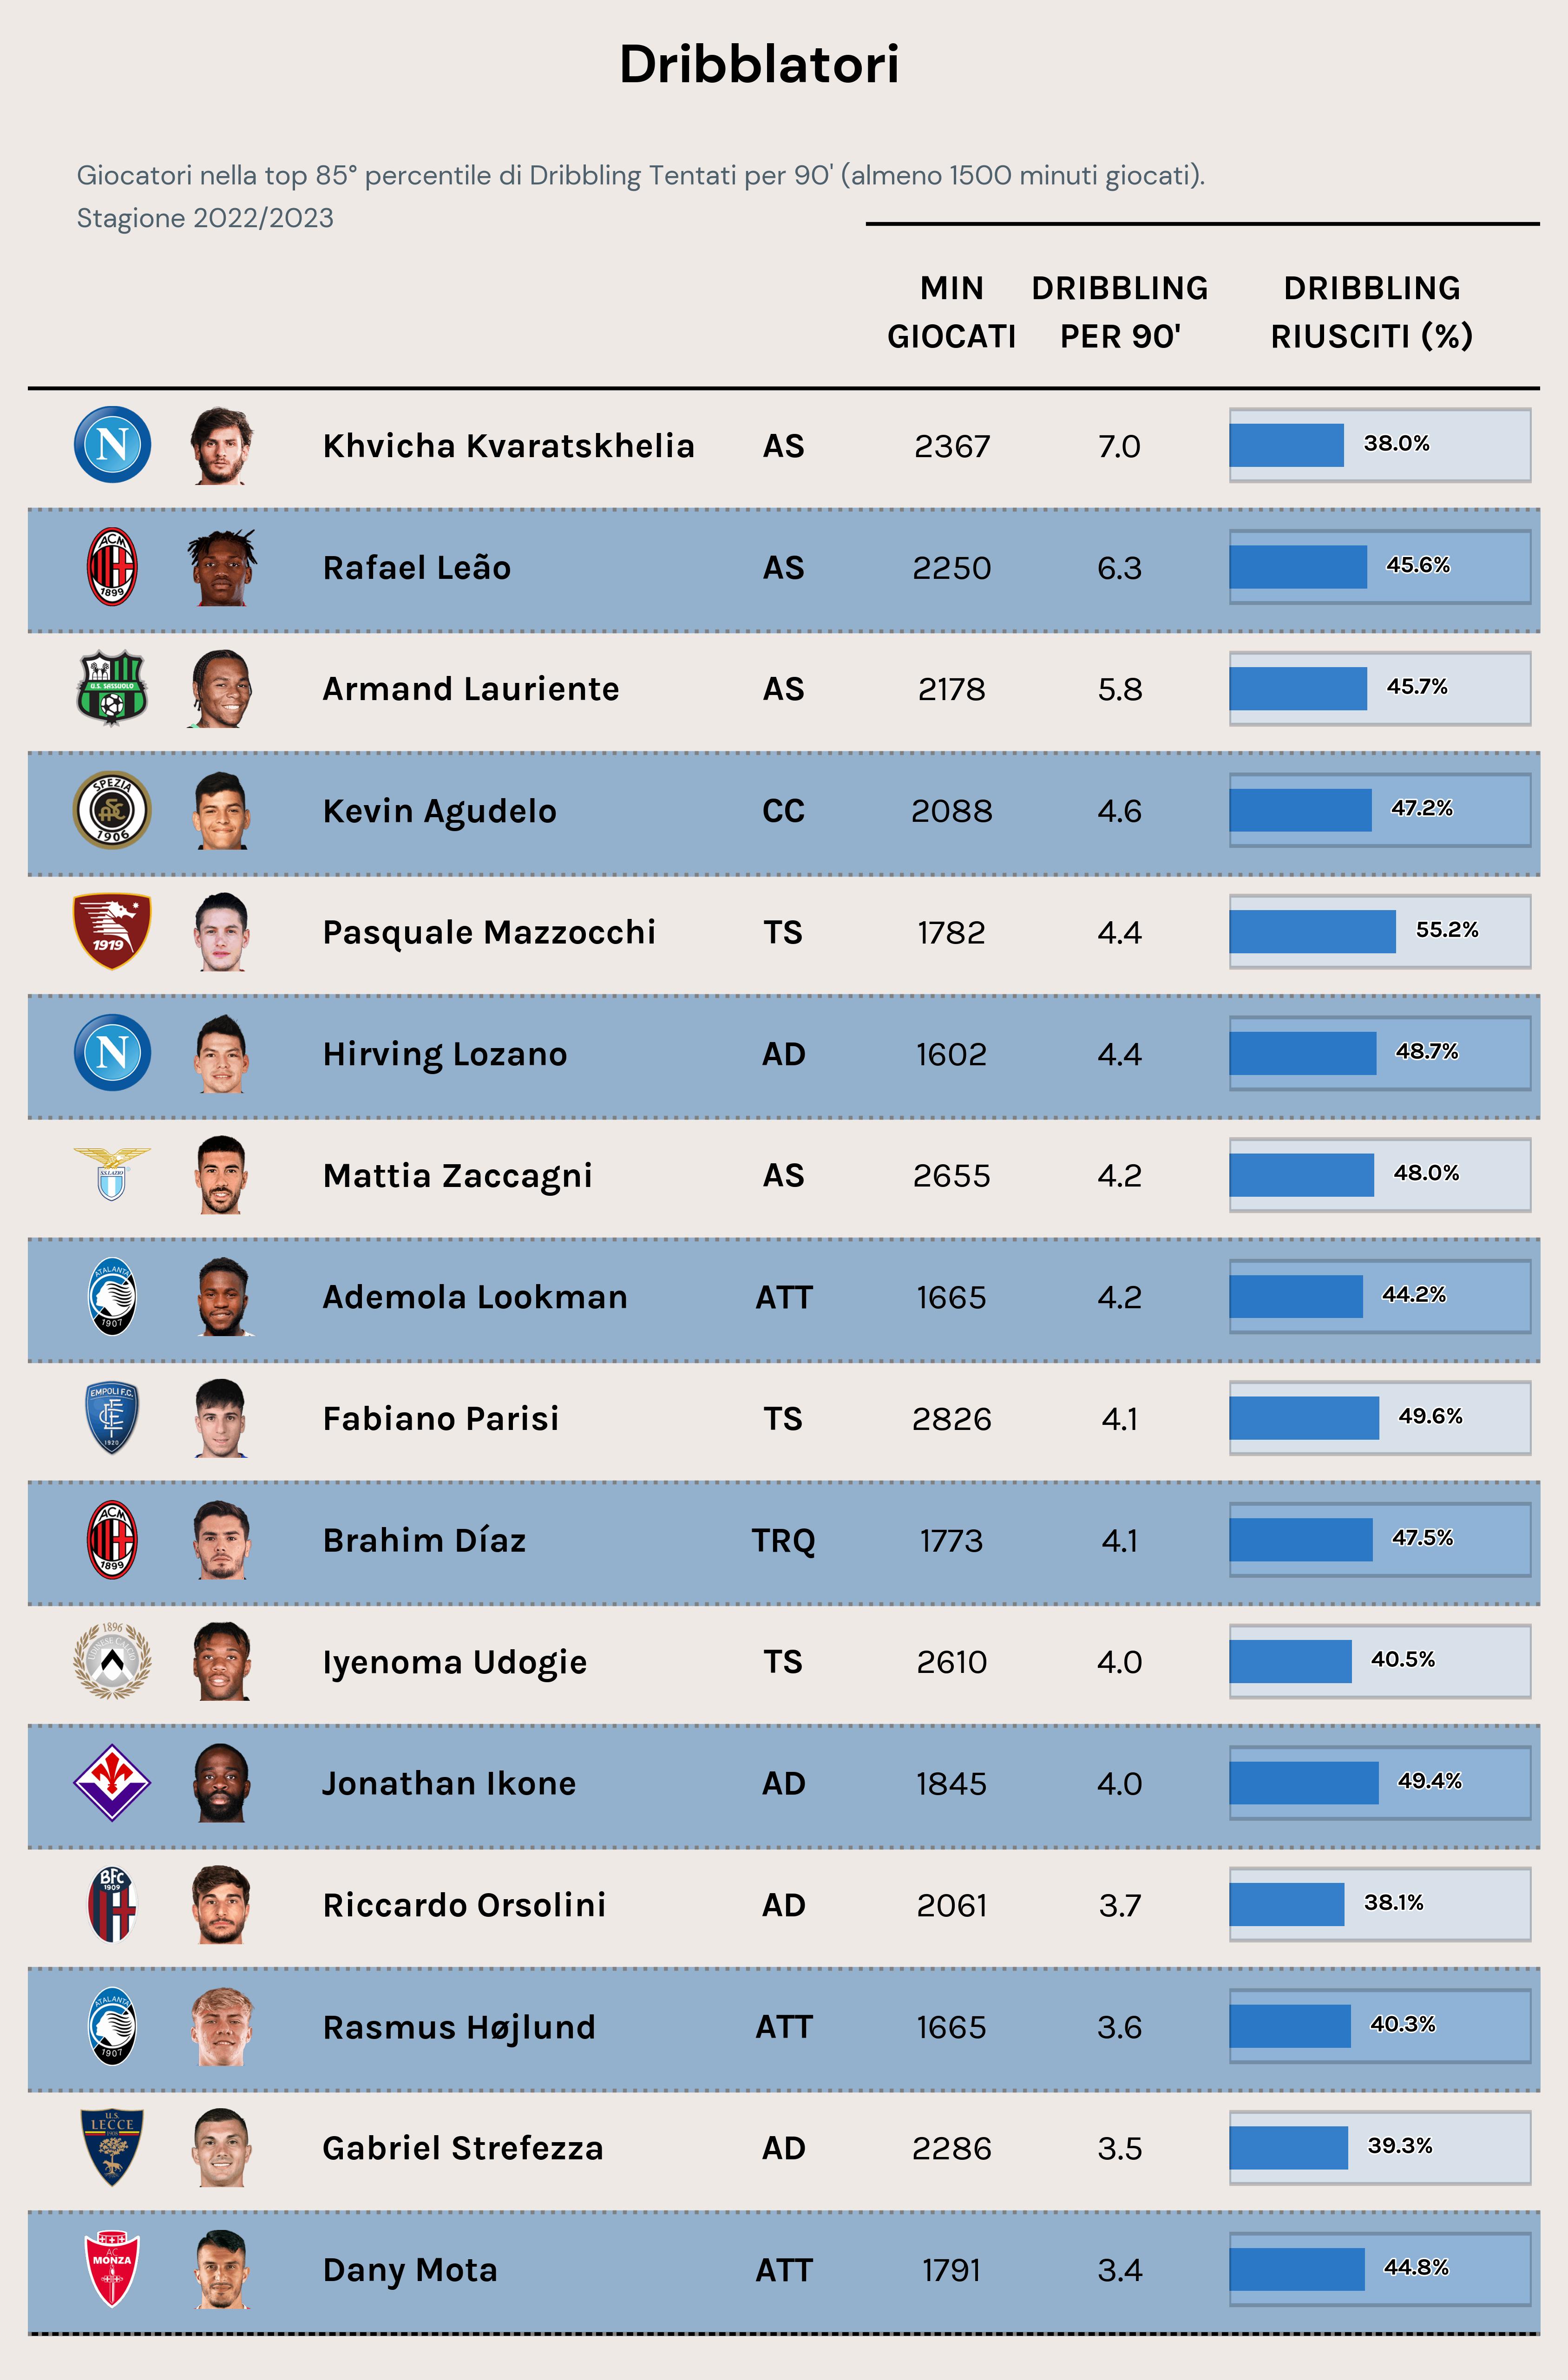 Dribblatori
Giocatori nella top 85° percentile di Dribbling Tentati per 90' (almeno 1500 minuti giocati).
Stagione 2022/2023
MIN DRIBBLING DRIBBLING
GIOCATI PER 90' RIUSCITI (%)
N Khvicha Kvaratskhelia AS 2367 7.0 38.0%
ACM 1899 Rafael Leão AS 2250 6.3 45.6%
U.S. SASSUOLO Armand Lauriente AS 2178 5.8 45.7%
SPEZIA ASC 1906 Kevin Agudelo CC 2088 4.6 47.2%
1919 Pasquale Mazzocchi TS 1782 4.4 55.2%
N Hirving Lozano AD 1602 4.4 48.7%
S.S.LAZIO Mattia Zaccagni AS 2655 4.2 48.0%
ATALANTA 1907 Ademola Lookman ATT 1665 4.2 44.2%
EMPOLI F.C. 1920 Fabiano Parisi TS 2826 4.1 49.6%
ACM 1899 Brahim Díaz TRQ 1773 4.1 47.5%
1896 UDINESE CALCIO Iyenoma Udogie TS 2610 4.0 40.5%
Jonathan Ikone AD 1845 4.0 49.4%
BFC 1909 Riccardo Orsolini AD 2061 3.7 38.1%
ATALANTA 1907 Rasmus Højlund ATT 1665 3.6 40.3%
U.S. LECCE Gabriel Strefezza AD 2286 3.5 39.3%
AC MONZA Dany Mota ATT 1791 3.4 44.8%